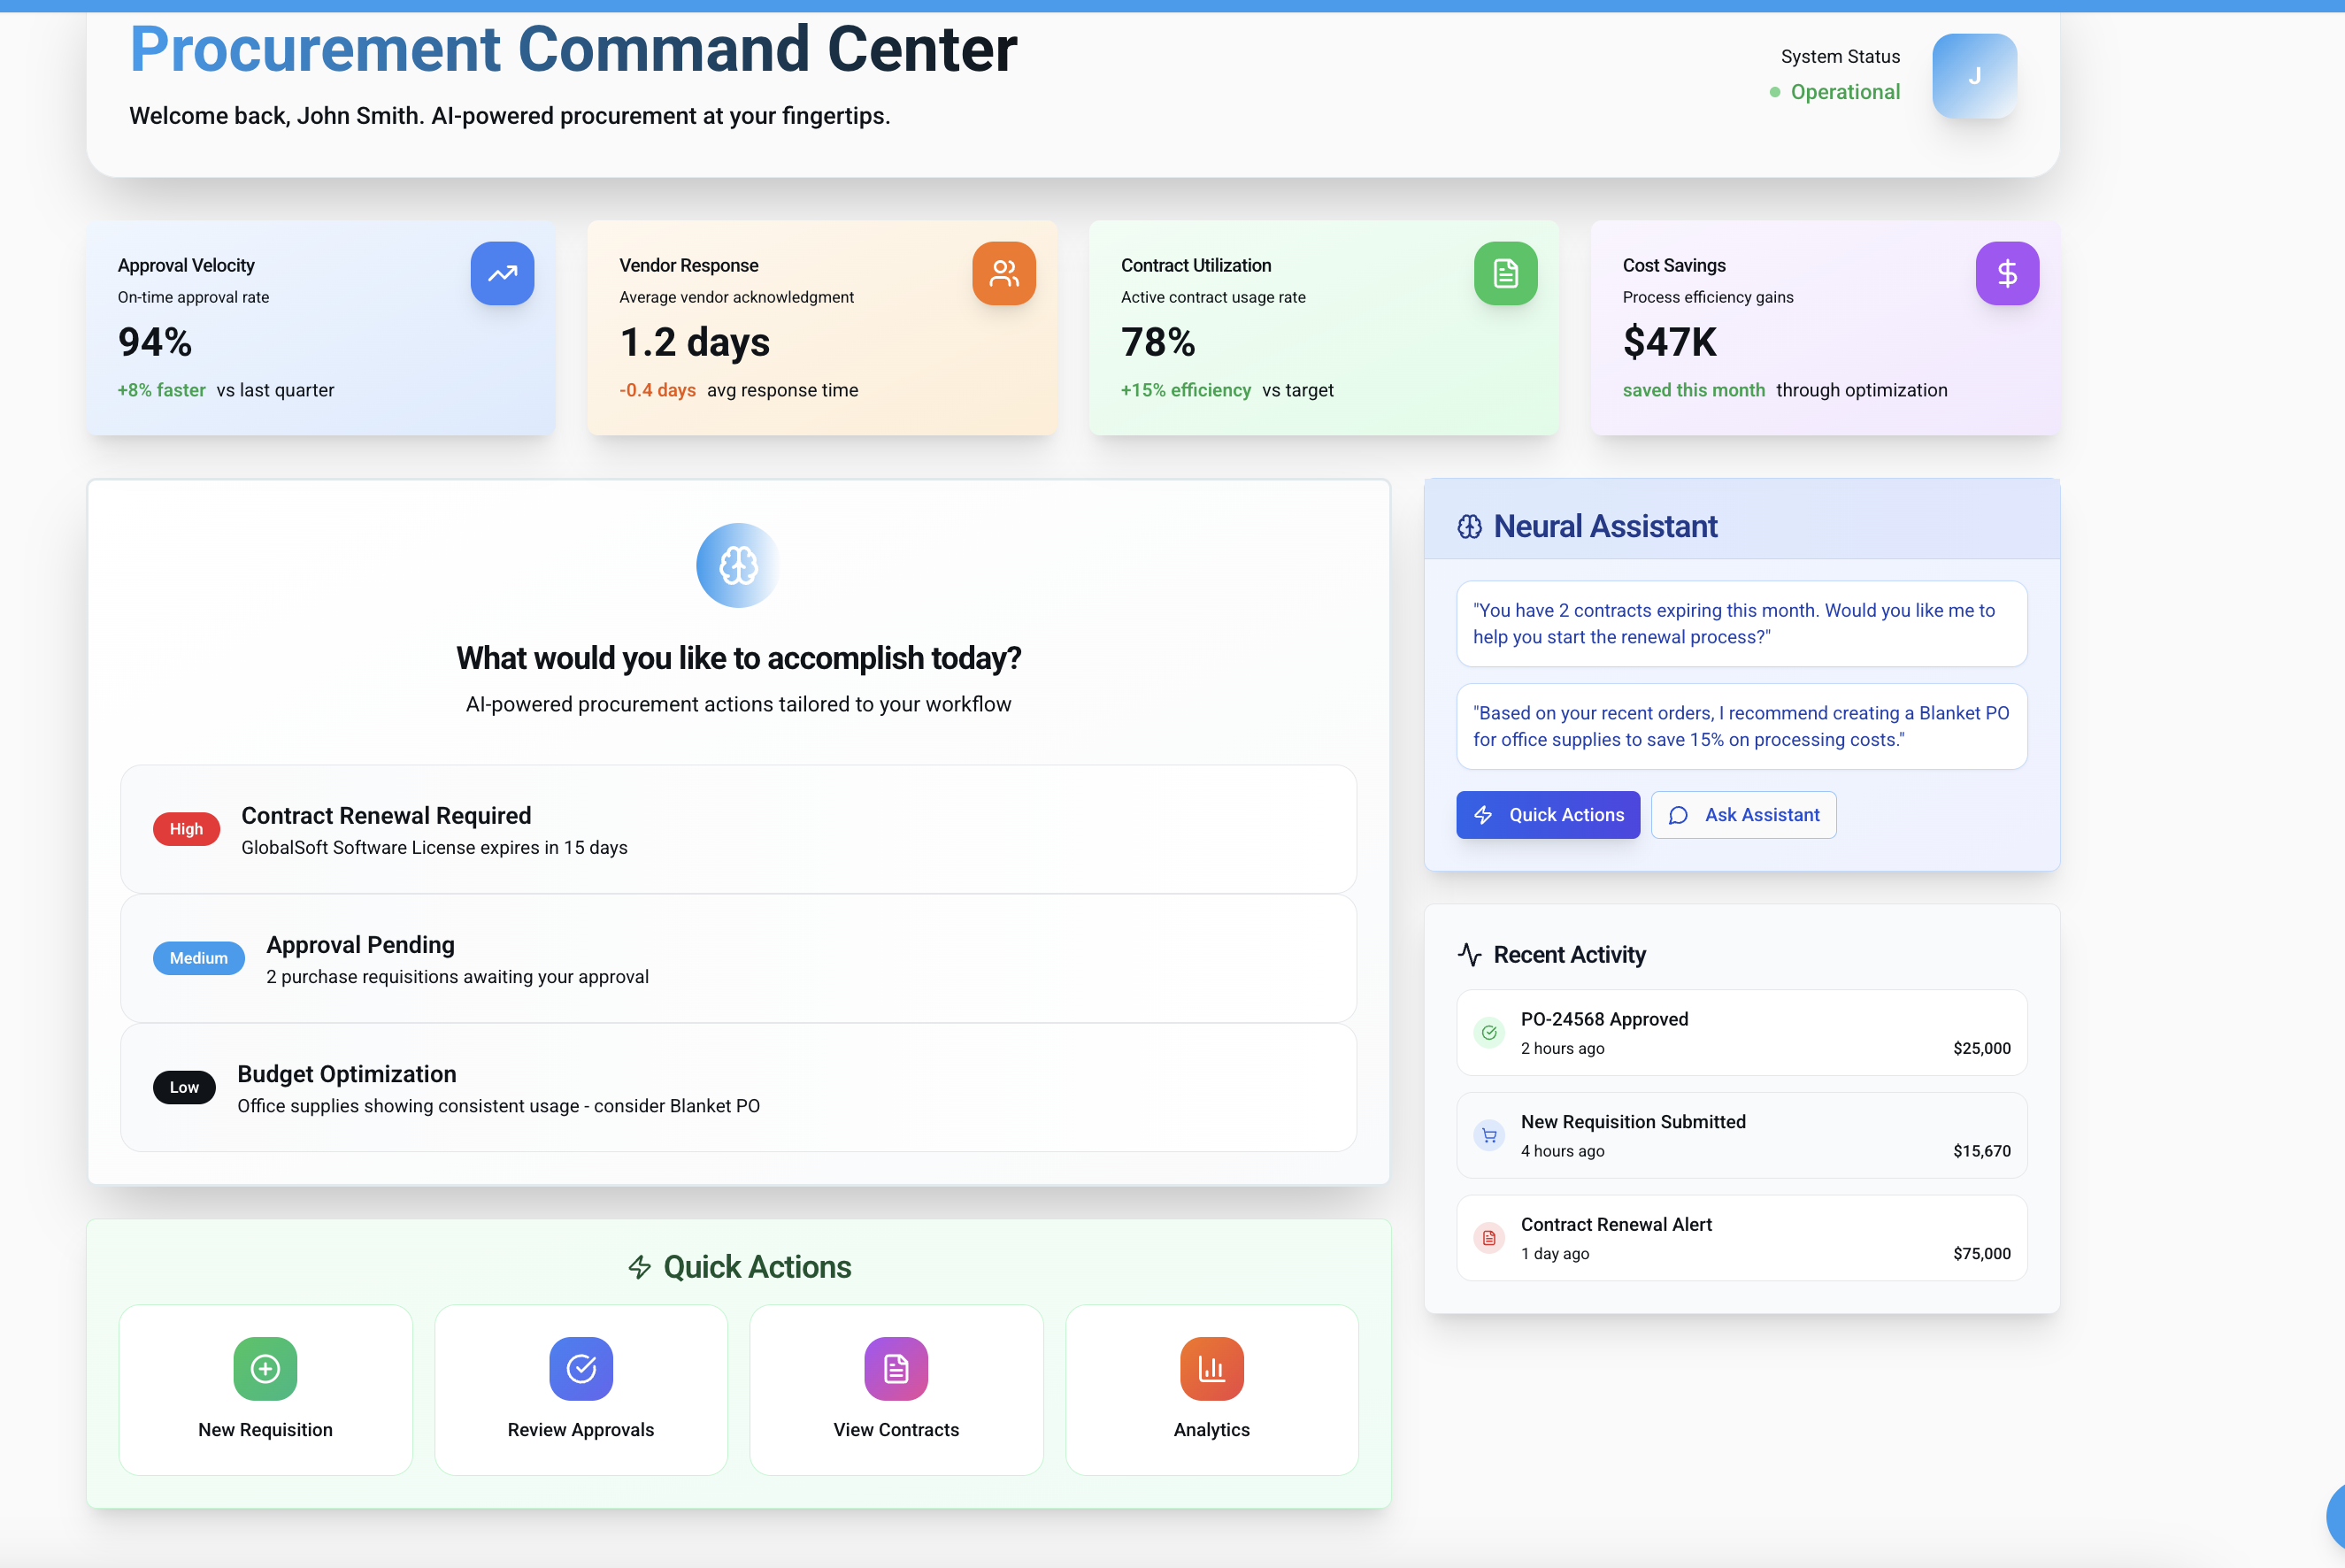 Procurement Command Center
Welcome back, John Smith. AI-powered procurement at your fingertips.
System Status
Operational
J
Approval Velocity
On-time approval rate
94%
+8% faster vs last quarter
Vendor Response
Average vendor acknowledgment
1.2 days
-0.4 days avg response time
Contract Utilization
Active contract usage rate
78%
+15% efficiency vs target
Cost Savings
Process efficiency gains
$47K
saved this month through optimization
What would you like to accomplish today?
AI-powered procurement actions tailored to your workflow
High
Contract Renewal Required
GlobalSoft Software License expires in 15 days
Medium
Approval Pending
2 purchase requisitions awaiting your approval
Low
Budget Optimization
Office supplies showing consistent usage - consider Blanket PO
Quick Actions
New Requisition
Review Approvals
View Contracts
Analytics
Neural Assistant
"You have 2 contracts expiring this month. Would you like me to
help you start the renewal process?"
"Based on your recent orders, I recommend creating a Blanket PO
for office supplies to save 15% on processing costs."
Quick Actions
Ask Assistant
Recent Activity
PO-24568 Approved
2 hours ago
$25,000
New Requisition Submitted
4 hours ago
$15,670
Contract Renewal Alert
1 day ago
$75,000